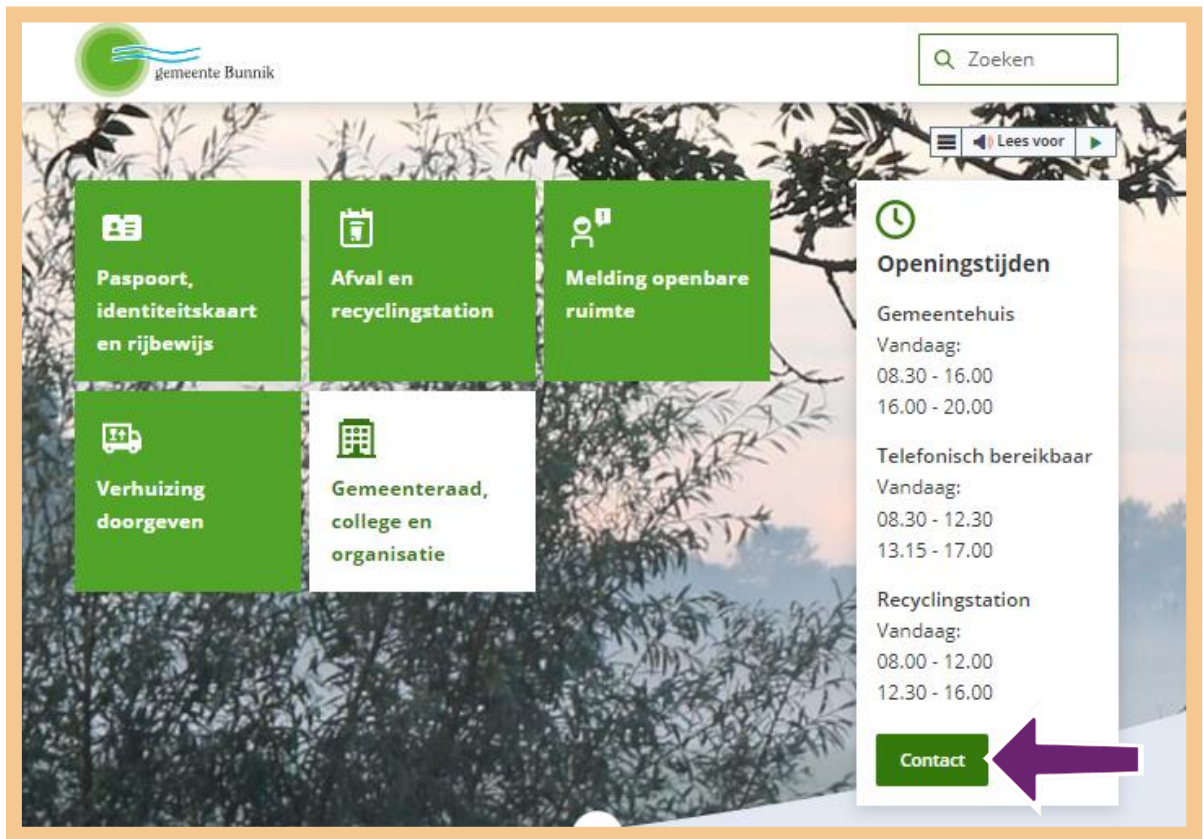 gemeente Bunnik
Zoeken
Lees voor
Paspoort,
identiteitskaart
en rijbewijs
Afval en
recyclingstation
Melding openbare
ruimte
Verhuizing
doorgeven
Gemeenteraad,
college en
organisatie
Openingstijden
Gemeentehuis
Vandaag:
08.30 - 16.00
16.00 - 20.00
Telefonisch bereikbaar
Vandaag:
08.30 - 12.30
13.15 - 17.00
Recyclingstation
Vandaag:
08.00 - 12.00
12.30 - 16.00
Contact